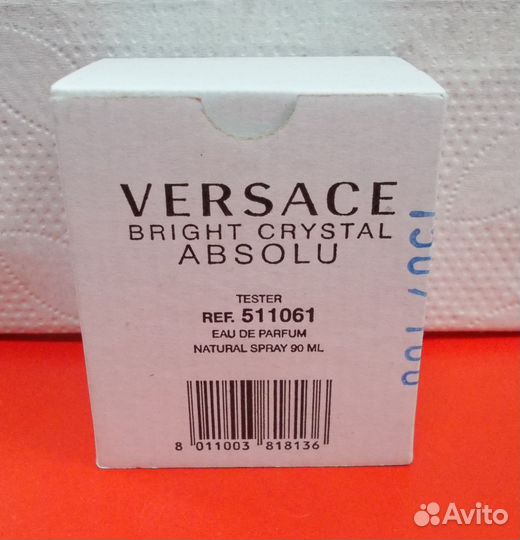 VERSACE
BRIGHT CRYSTAL
ABSOLU
TESTER
REF. 511061
EAU DE PARFUM
NATURAL SPRAY 90 ML
8 011003 818136
Avito